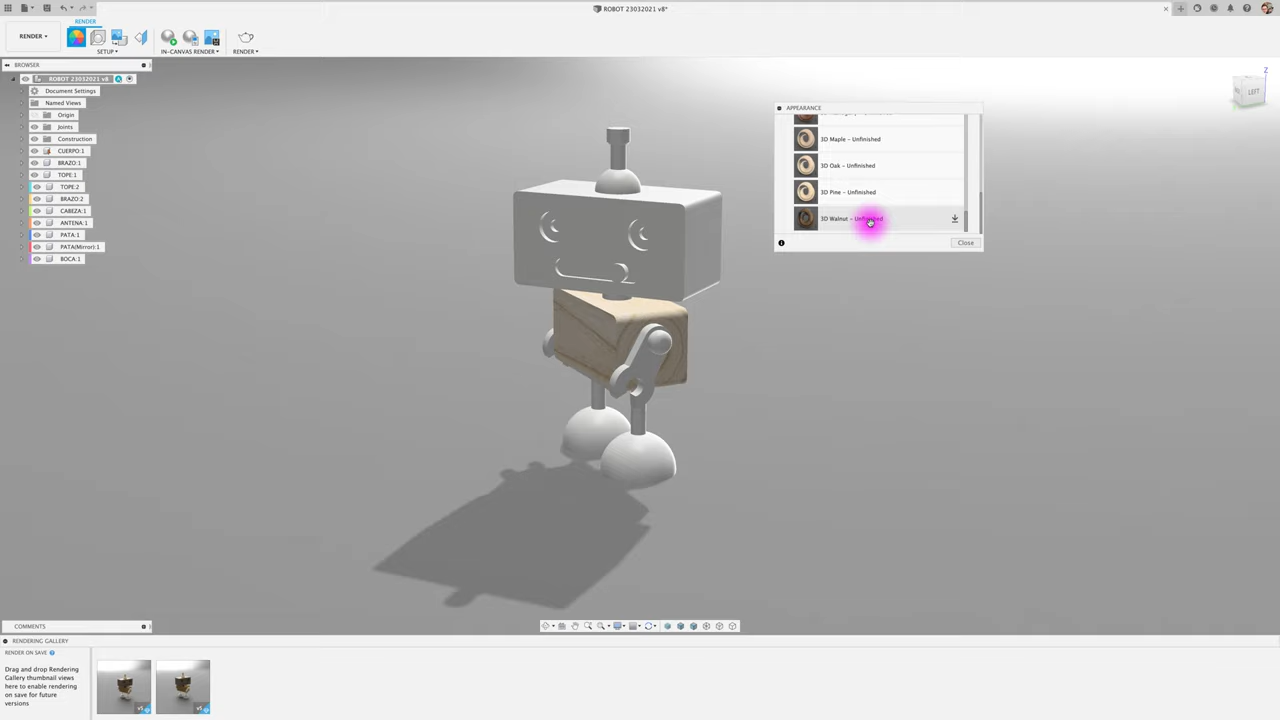 ROBOT 23032021 v8*
RENDER
RENDER ▾
SETUP ▾
IN-CANVAS RENDER ▾
RENDER ▾
BROWSER
ROBOT 23032021 v8
Document Settings
Named Views
Origin
Joints
Construction
CUERPO:1
BRAZO:1
TOPE:1
TOPE:2
BRAZO:2
CABEZA:1
ANTENA:1
PATA:1
PATA(Mirror):1
BOCA:1
Z
LEFT
APPEARANCE
3D Maple - Unfinished
3D Oak - Unfinished
3D Pine - Unfinished
3D Walnut - Unfinished
Close
COMMENTS
RENDERING GALLERY
RENDER ON SAVE
Drag and drop Rendering
Gallery thumbnail views
here to enable rendering
on save for future
versions